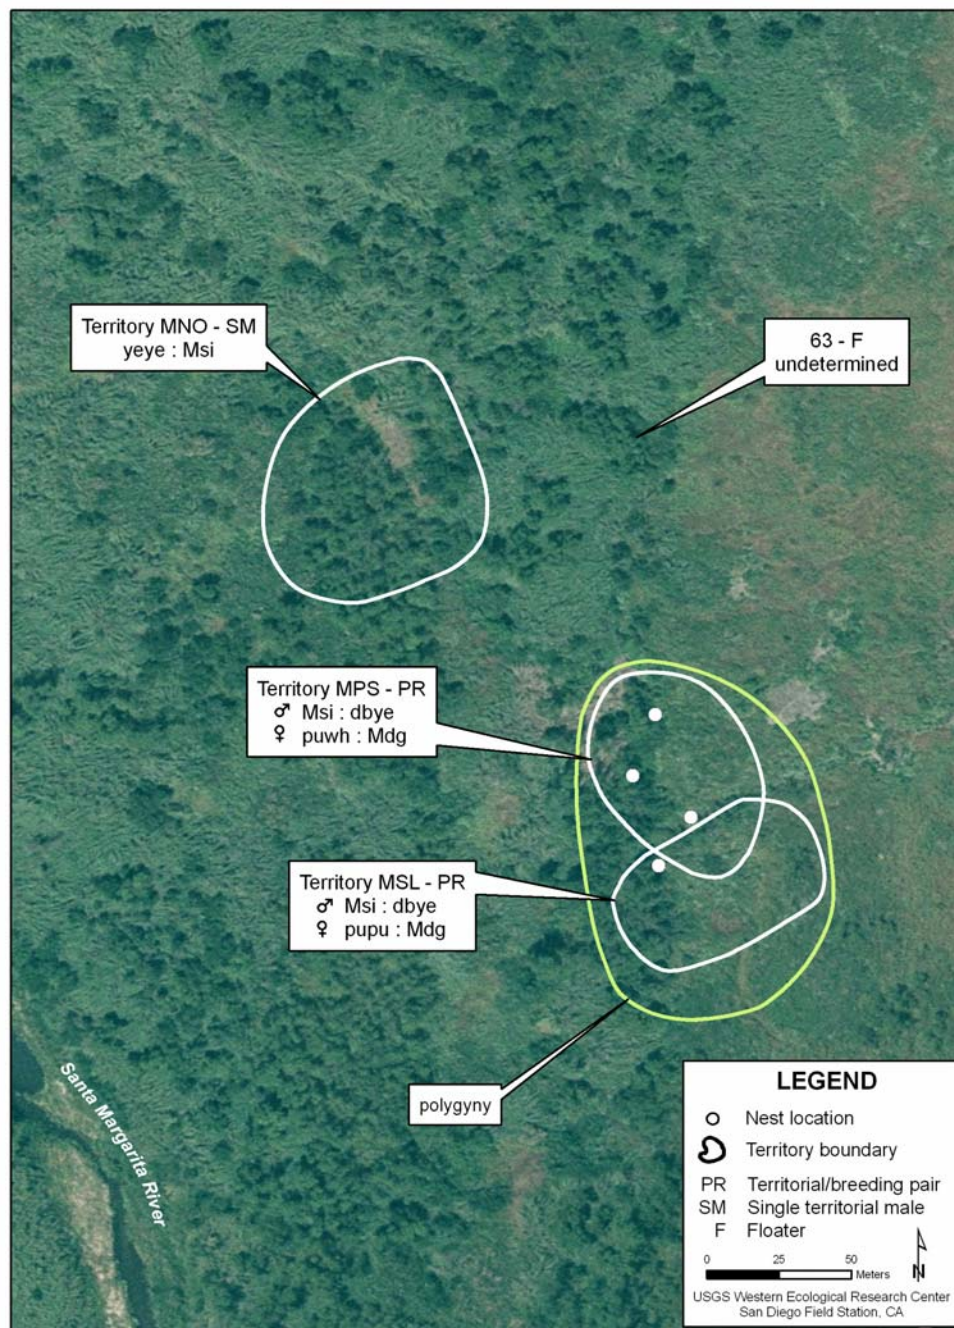 Territory MNO - SM
yeye : Msi
63 - F
undetermined
Territory MPS - PR
♂ Msi : dbye
♀ puwh : Mdg
Territory MSL - PR
♂ Msi : dbye
♀ pupu : Mdg
polygyny
Santa Margarita River
LEGEND
Nest location
Territory boundary
PR Territorial/breeding pair
SM Single territorial male
F Floater
0 25 50
Meters
N
USGS Western Ecological Research Center
San Diego Field Station, CA